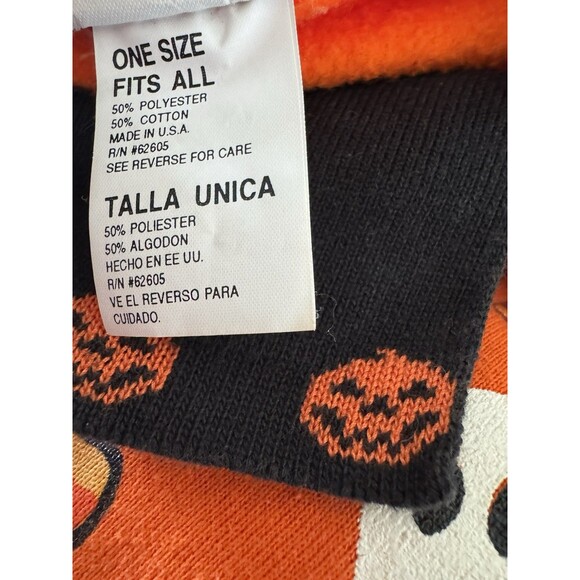 ONE SIZE
FITS ALL
50% POLYESTER
50% COTTON
MADE IN U.S.A.
R/N #62605
SEE REVERSE FOR CARE
TALLA UNICA
50% POLIESTER
50% ALGODON
HECHO EN EE UU.
R/N #62605
VE EL REVERSO PARA
CUIDADO.